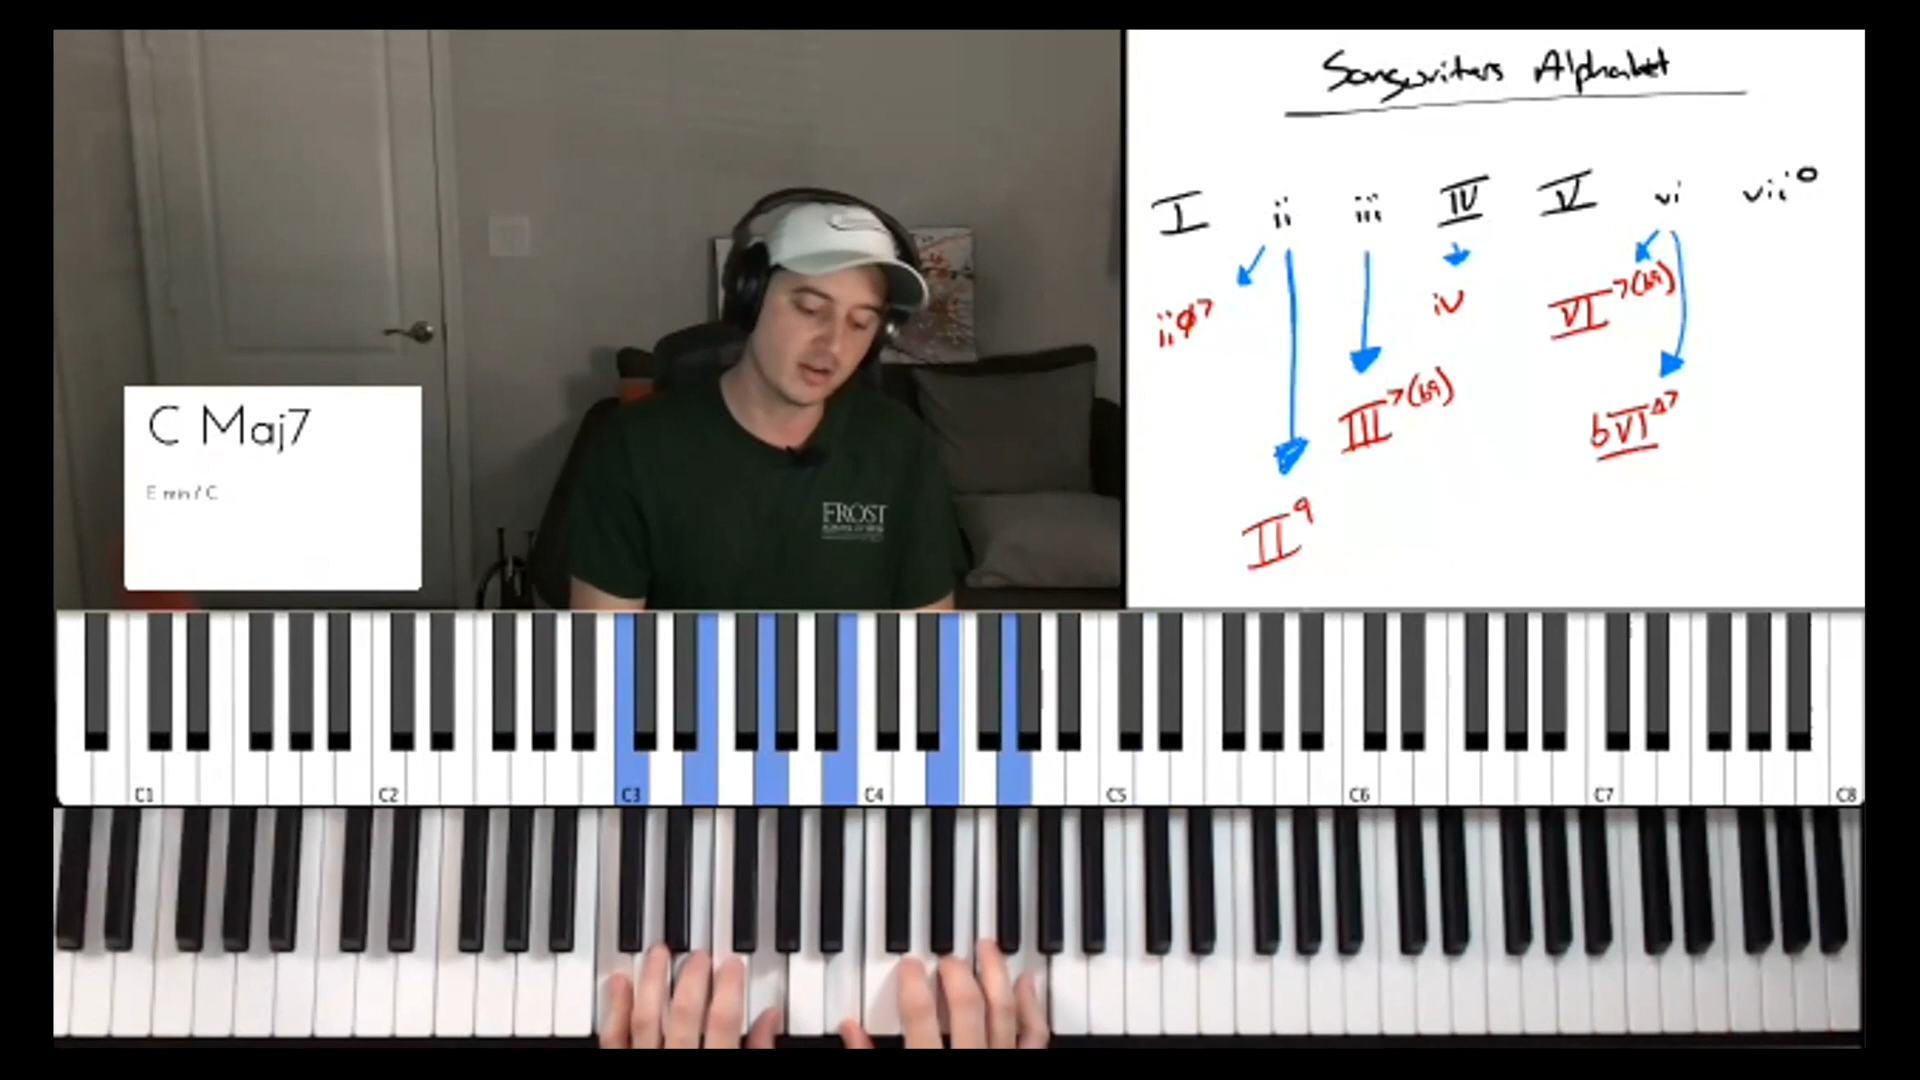 Songwriters Alphabet
I ii iii IV V vi vii°
iiø7 iv VI7(b9)
III7(b9) bVIΔ7
II9
C Maj7
E min / C
FROST
C1 C2 C3 C4 C5 C6 C7 C8